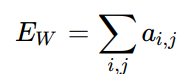 $E_W = \sum_{i,j} a_{i,j}$